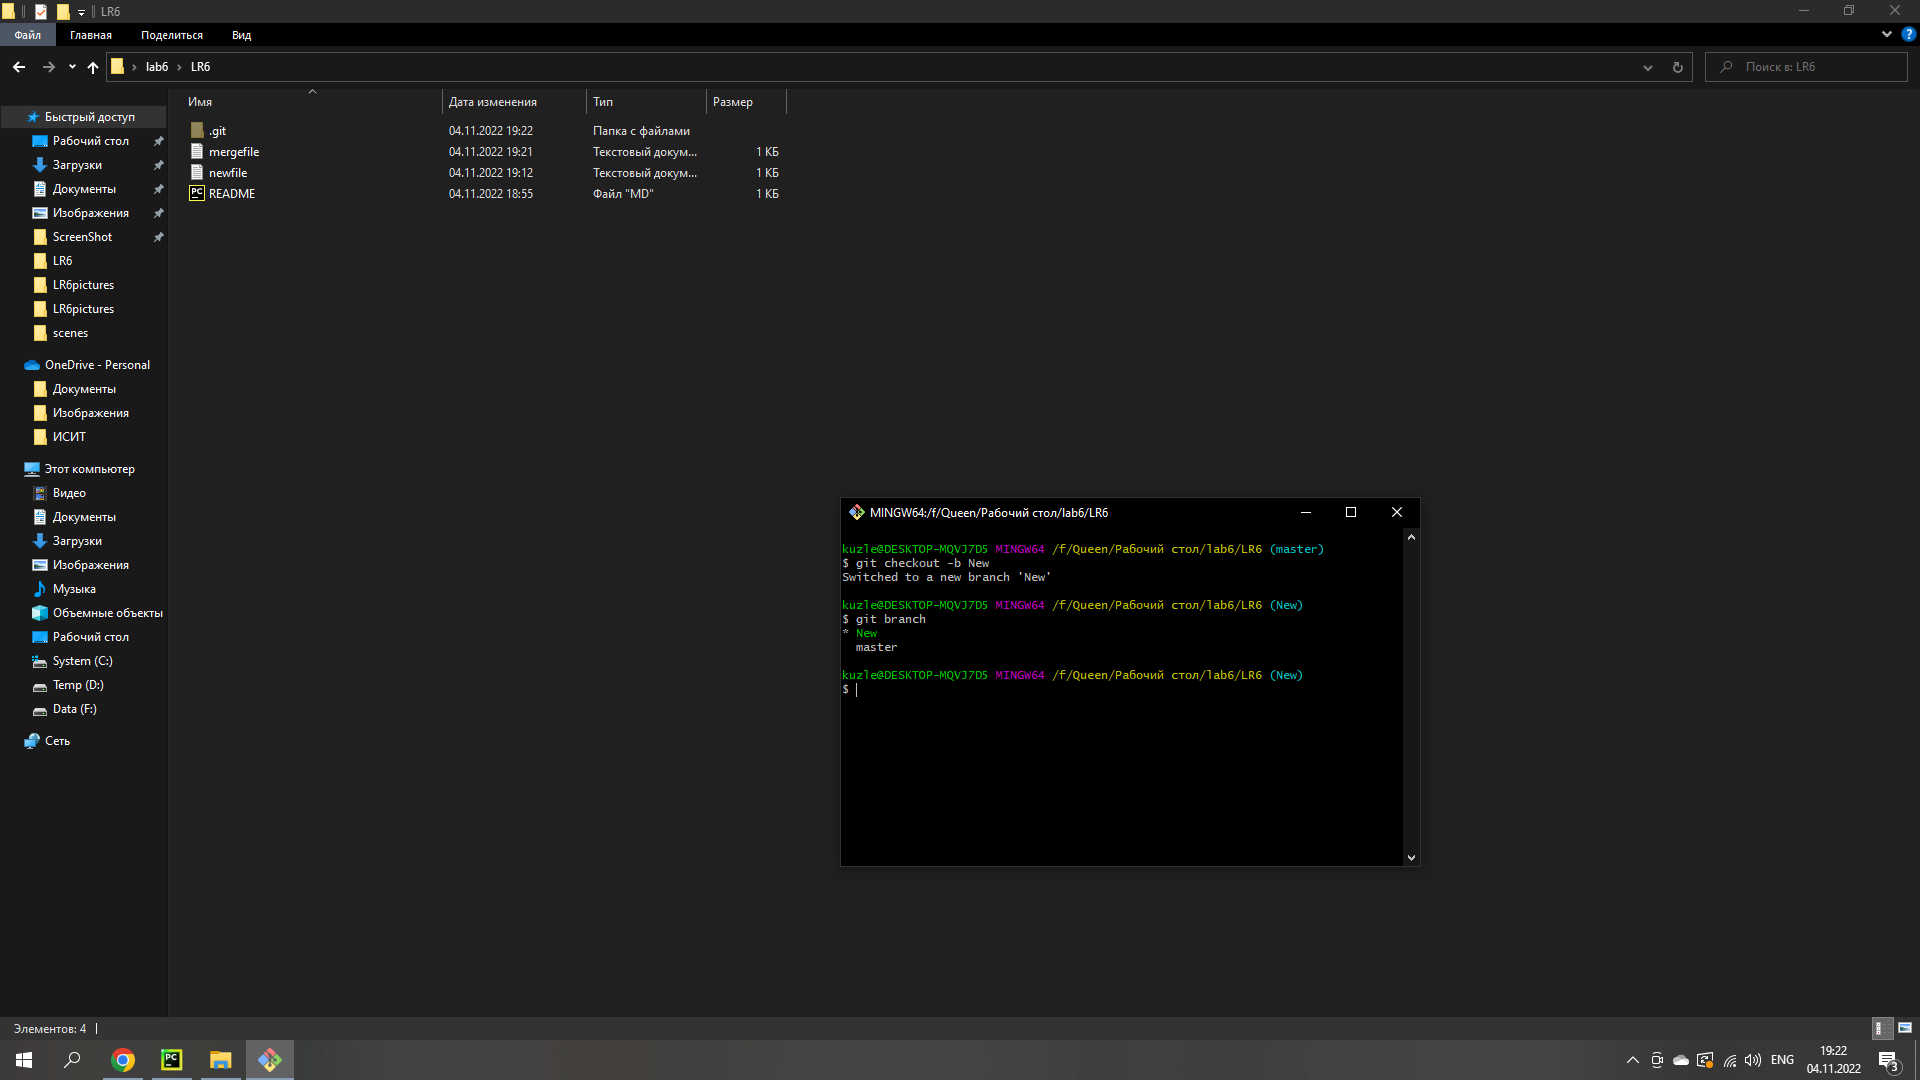 LR6
Файл Главная Поделиться Вид
lab6 LR6
Поиск в: LR6
Имя Дата изменения Тип Размер
.git 04.11.2022 19:22 Папка с файлами
mergefile 04.11.2022 19:21 Текстовый докум... 1 КБ
newfile 04.11.2022 19:12 Текстовый докум... 1 КБ
README 04.11.2022 18:55 Файл "MD" 1 КБ
Быстрый доступ
Рабочий стол
Загрузки
Документы
Изображения
ScreenShot
LR6
LR6pictures
LR6pictures
scenes
OneDrive - Personal
Документы
Изображения
ИСИТ
Этот компьютер
Видео
Документы
Загрузки
Изображения
Музыка
Объемные объекты
Рабочий стол
System (C:)
Temp (D:)
Data (F:)
Сеть
MINGW64:/f/Queen/Рабочий стол/lab6/LR6
kuzle@DESKTOP-MQVJ7D5 MINGW64 /f/Queen/Рабочий стол/lab6/LR6 (master)
$ git checkout -b New
Switched to a new branch 'New'
kuzle@DESKTOP-MQVJ7D5 MINGW64 /f/Queen/Рабочий стол/lab6/LR6 (New)
$ git branch
* New
master
kuzle@DESKTOP-MQVJ7D5 MINGW64 /f/Queen/Рабочий стол/lab6/LR6 (New)
$
Элементов: 4
PC
ENG
19:22
04.11.2022
3